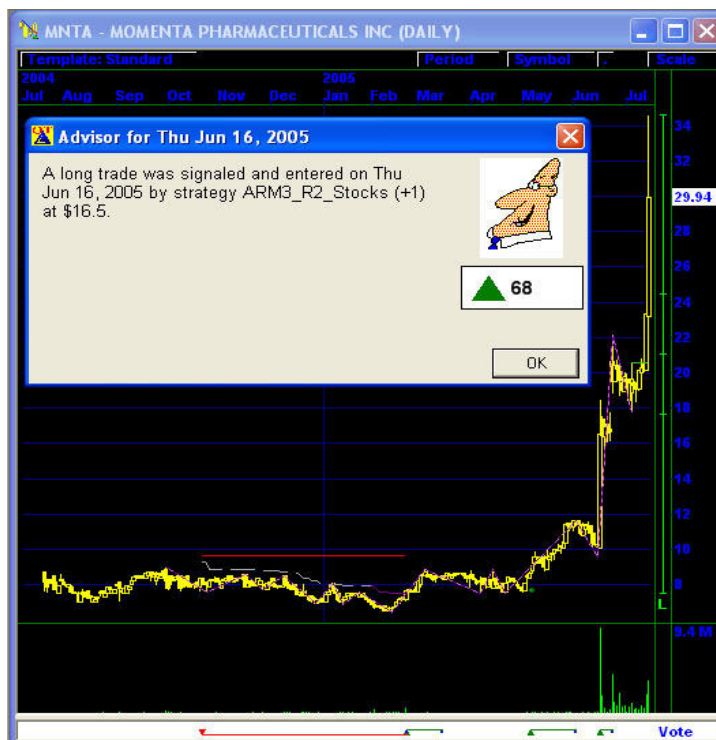 MNTA - MOMENTA PHARMACEUTICALS INC (DAILY)
Template: Standard Period Symbol . Scale
2004 2005
Jul Aug Sep Oct Nov Dec Jan Feb Mar Apr May Jun Jul
Advisor for Thu Jun 16, 2005
A long trade was signaled and entered on Thu
Jun 16, 2005 by strategy ARM3_R2_Stocks (+1)
at $16.5.
68
OK
34
32
29.94
28
26
24
22
20
18
16
14
12
10
8
L
9.4 M
Vote